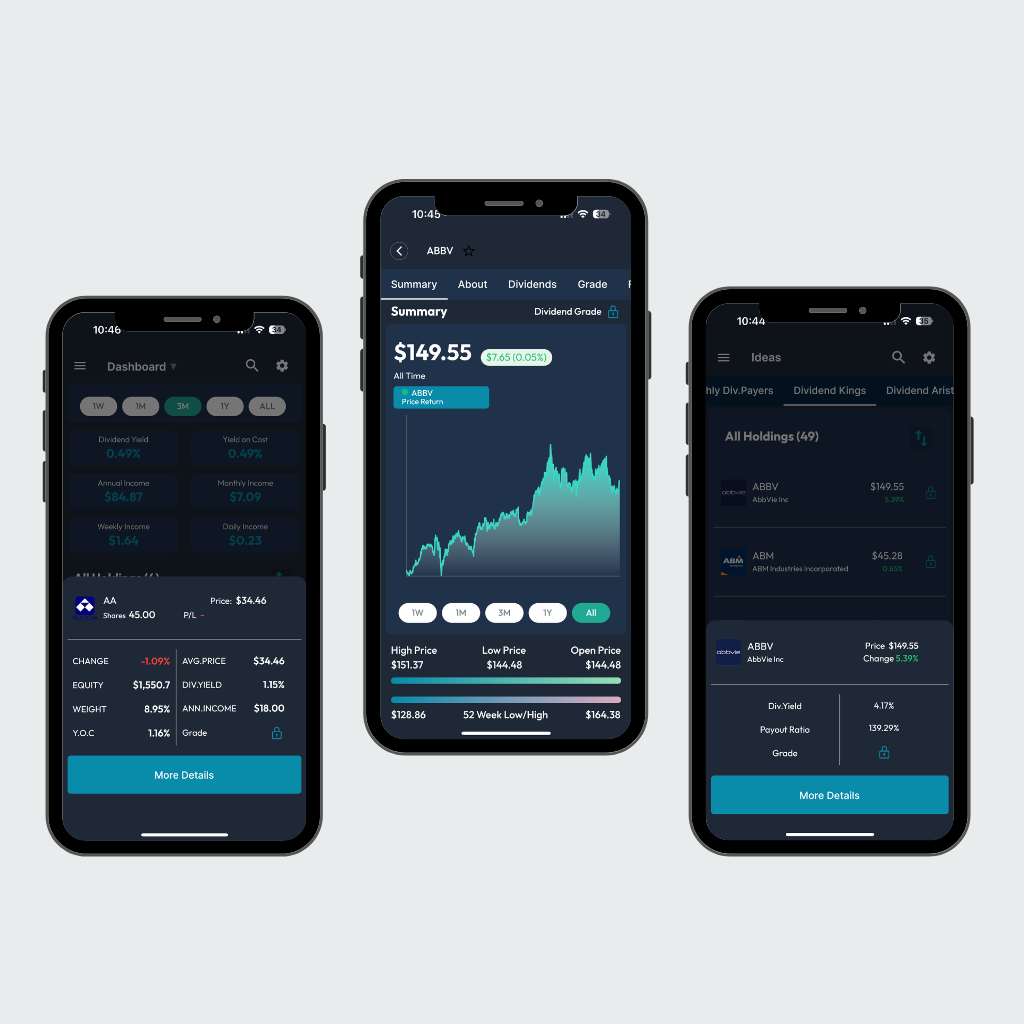 10:46
34
Dashboard
1W 1M 3M 1Y ALL
Dividend Yield Yield on Cost
0.49% 0.49%
Annual Income Monthly Income
$84.87 $7.09
Weekly Income Daily Income
$1.64 $0.23
All Holdings
AA Price: $34.46
Shares 45.00 P/L -
CHANGE -1.09% AVG.PRICE $34.46
EQUITY $1,550.7 DIV.YIELD 1.15%
WEIGHT 8.95% ANN.INCOME $18.00
Y.O.C 1.16% Grade
More Details
10:45
34
ABBV
Summary About Dividends Grade
Summary Dividend Grade
$149.55 $7.65 (0.05%)
All Time
ABBV
Price Return
1W 1M 3M 1Y All
High Price Low Price Open Price
$151.37 $144.48 $144.48
$128.86 52 Week Low/High $164.38
10:44
35
Ideas
hly Div.Payers Dividend Kings Dividend Arist
All Holdings (49)
abbvie ABBV $149.55
AbbVie Inc 5.39%
ABM ABM $45.28
ABM Industries Incorporated 0.65%
abbvie ABBV Price $149.55
AbbVie Inc Change 5.39%
Div.Yield 4.17%
Payout Ratio 139.29%
Grade
More Details